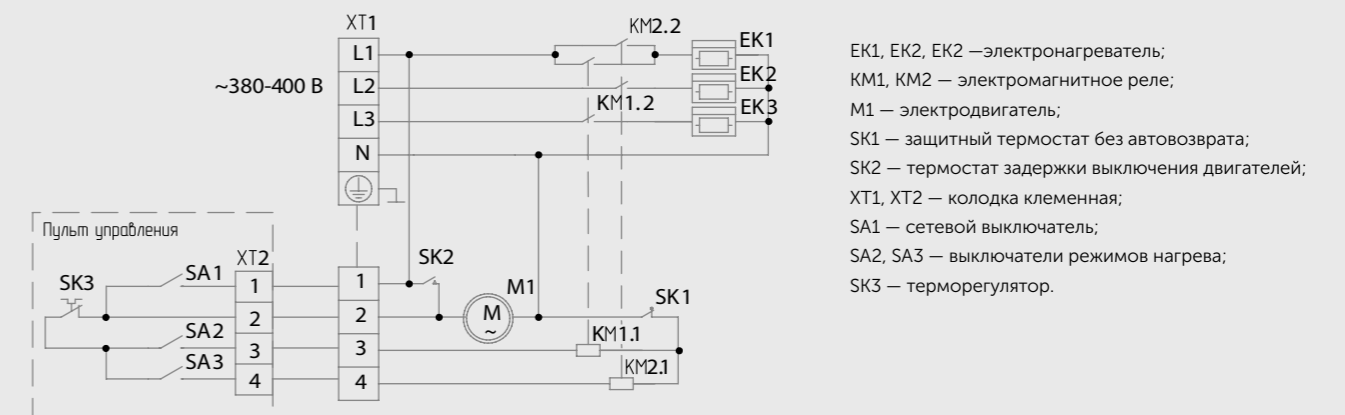 XT1
KM2.2
EK1
L1
EK2
~380-400 В
L2
KM1.2
EK3
L3
N
Пульт управления
XT2
SK2
SK3
SA1
1
1
M1
SK1
2
2
M
~
SA2
3
3
KM1.1
SA3
4
4
KM2.1
EK1, EK2, EK2 —электронагреватель;
KM1, KM2 — электромагнитное реле;
M1 — электродвигатель;
SK1 — защитный термостат без автовозврата;
SK2 — термостат задержки выключения двигателей;
XT1, XT2 — колодка клеменная;
SA1 — сетевой выключатель;
SA2, SA3 — выключатели режимов нагрева;
SK3 — терморегулятор.